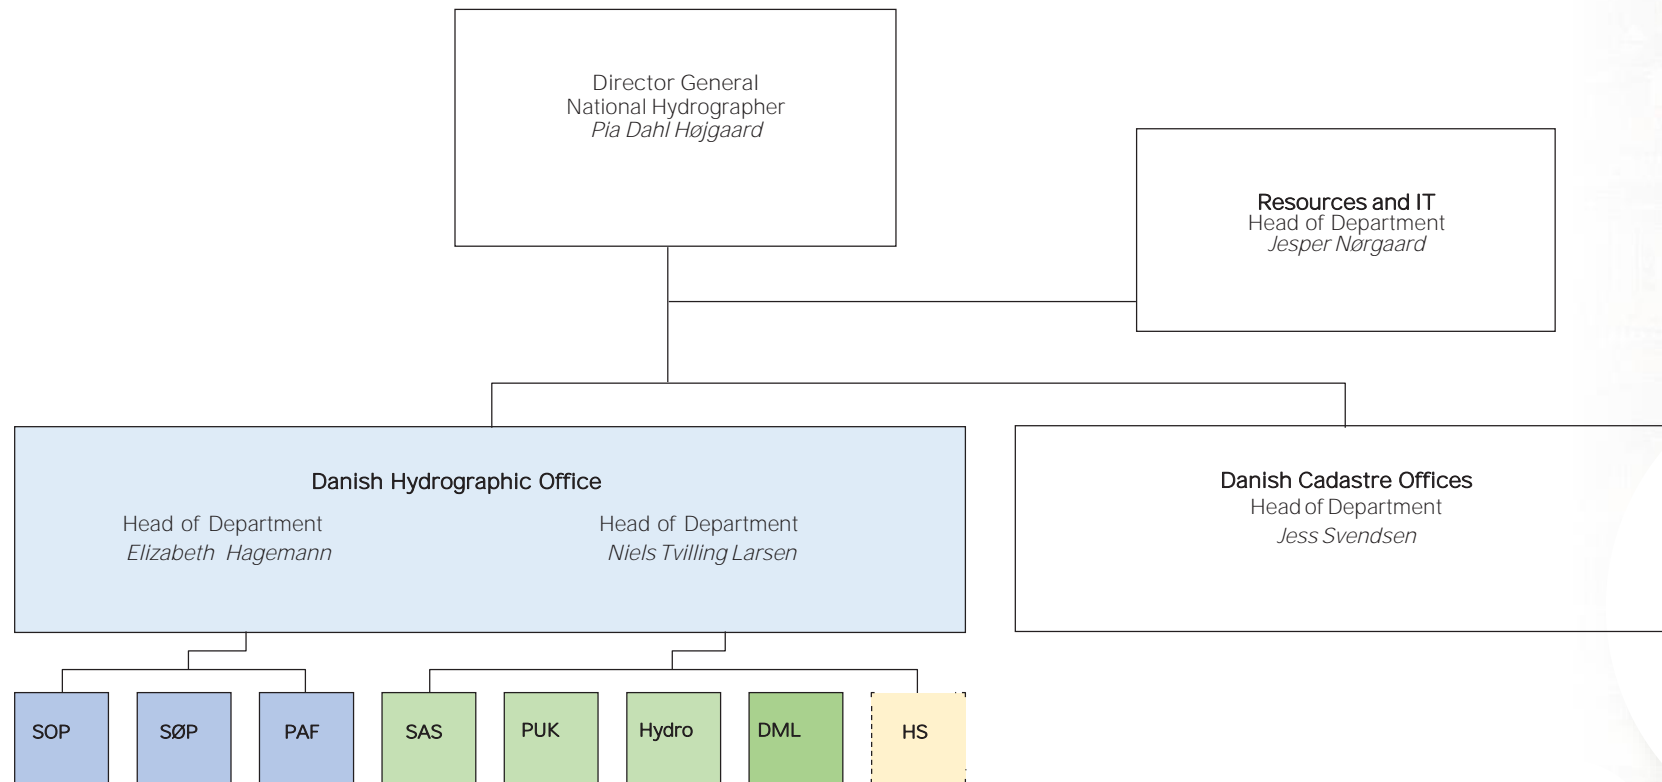 Director General
National Hydrographer
Pia Dahl Højgaard
Resources and IT
Head of Department
Jesper Nørgaard
Danish Hydrographic Office
Head of Department
Elizabeth Hagemann
Head of Department
Niels Tvilling Larsen
Danish Cadastre Offices
Head of Department
Jess Svendsen
SOP
SØP
PAF
SAS
PUK
Hydro
DML
HS